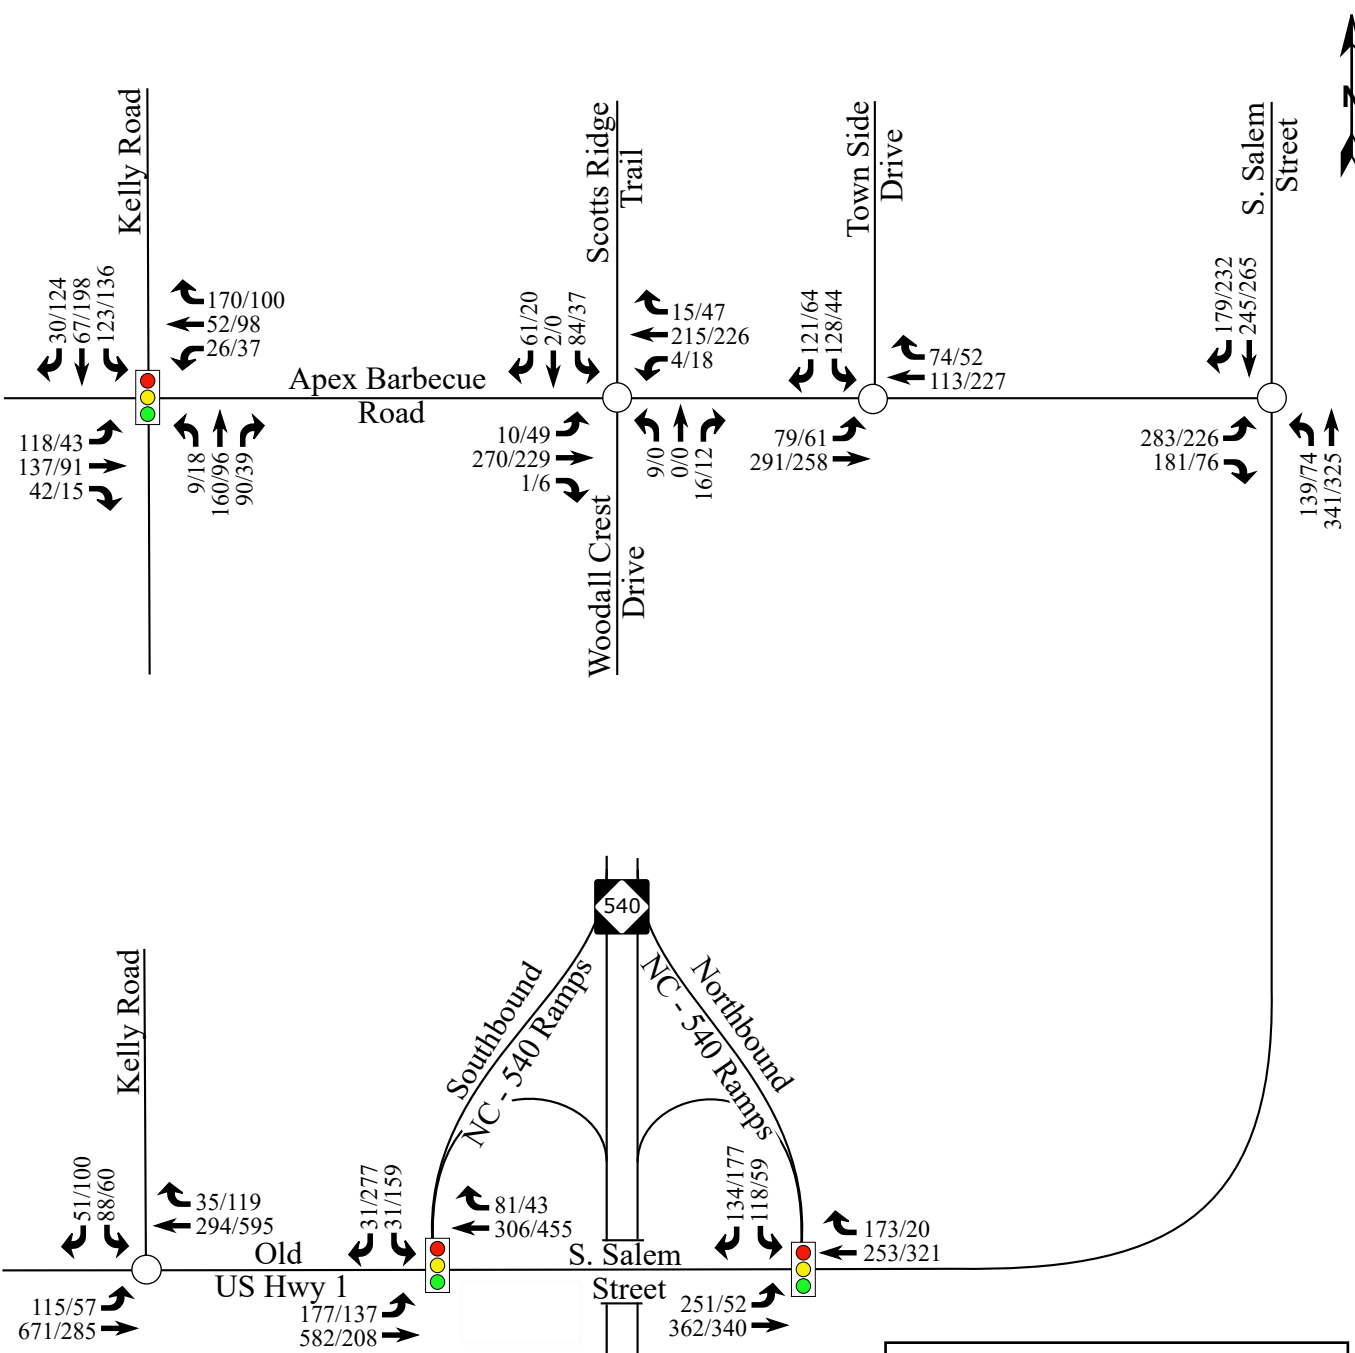 N
Kelly Road
Scotts Ridge
Trail
Town Side
Drive
S. Salem
Street
30/124
67/198
123/136
170/100
52/98
26/37
61/20
2/0
84/37
15/47
215/226
4/18
121/64
128/44
74/52
113/227
179/232
245/265
Apex Barbecue
Road
118/43
137/91
42/15
9/18
160/96
90/39
10/49
270/229
1/6
9/0
0/0
16/12
79/61
291/258
283/226
181/76
139/74
341/325
Woodall Crest
Drive
540
Kelly Road
Southbound
NC - 540 Ramps
Northbound
NC - 540 Ramps
51/100
88/60
35/119
294/595
31/277
31/159
81/43
306/455
134/177
118/59
173/20
253/321
Old
US Hwy 1
S. Salem
Street
115/57
671/285
177/137
582/208
251/52
362/340